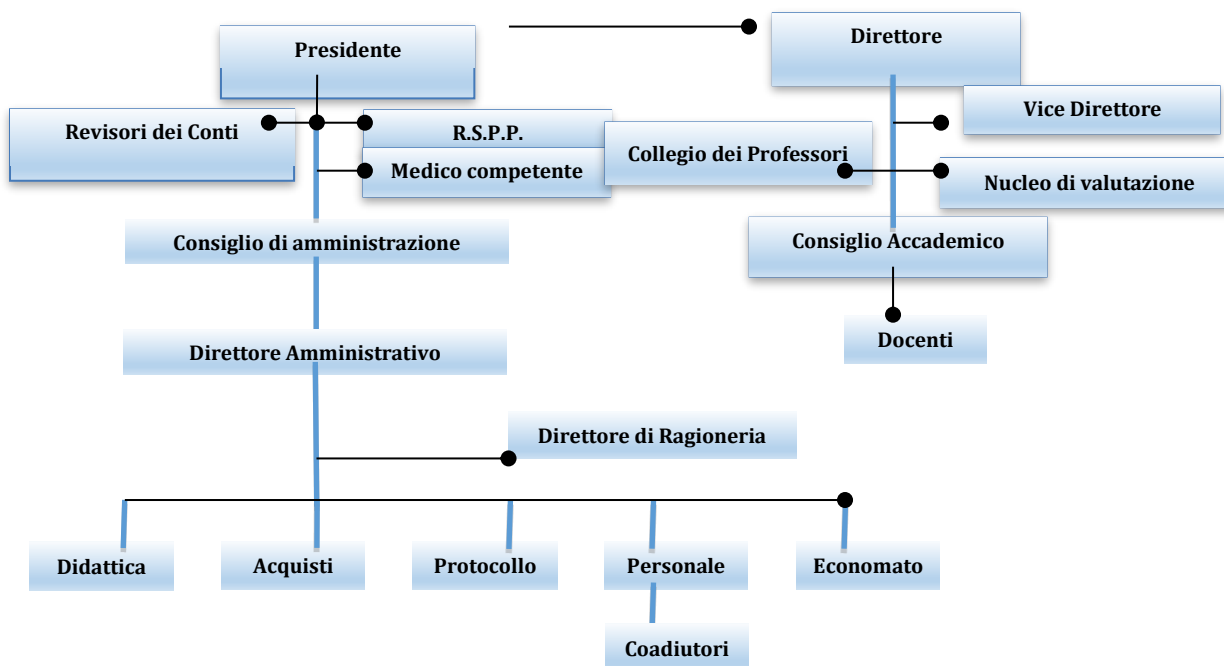 Presidente
Direttore
Revisori dei Conti
R.S.P.P.
Vice Direttore
Collegio dei Professori
Medico competente
Nucleo di valutazione
Consiglio di amministrazione
Consiglio Accademico
Docenti
Direttore Amministrativo
Direttore di Ragioneria
Didattica
Acquisti
Protocollo
Personale
Economato
Coadiutori